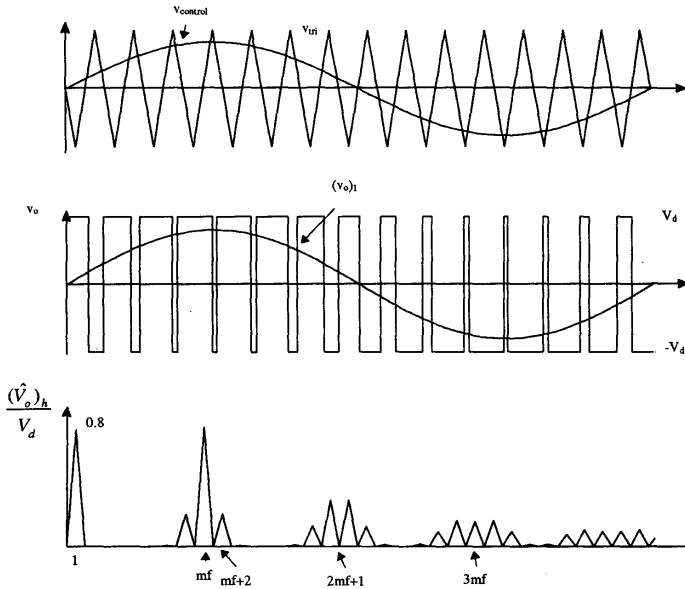 v_control
v_tri
v_o
(v_o)_1
V_d
-V_d
(V̂_o)_h
V_d
0.8
1
mf
mf+2
2mf+1
3mf